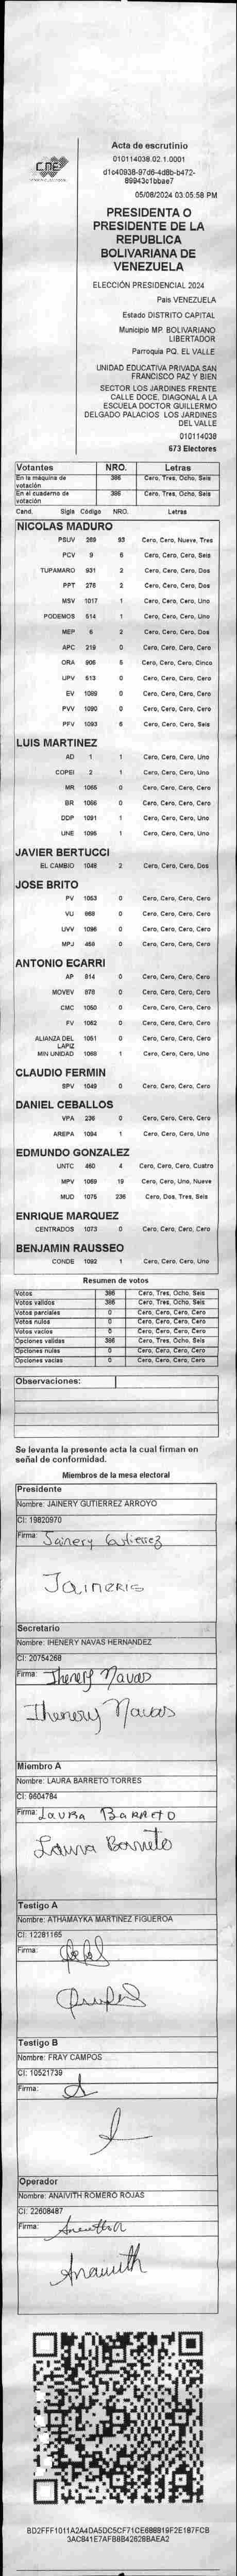 CNE
Acta de escrutinio
010114038.02.1.0001
d1c40938-97d6-4d8b-b472-
89943c1bbae7
05/08/2024 03:05:58 PM
PRESIDENTA O
PRESIDENTE DE LA
REPUBLICA
BOLIVARIANA DE
VENEZUELA
ELECCIÓN PRESIDENCIAL 2024
Pais VENEZUELA
Estado DISTRITO CAPITAL
Municipio MP. BOLIVARIANO
LIBERTADOR
Parroquia PQ. EL VALLE
UNIDAD EDUCATIVA PRIVADA SAN
FRANCISCO PAZ Y BIEN
SECTOR LOS JARDINES FRENTE
CALLE DOCE. DIAGONAL A LA
ESCUELA DOCTOR GUILLERMO
DELGADO PALACIOS LOS JARDINES
DEL VALLE
010114038
673 Electores
Votantes NRO. Letras
En la máquina de votación 386 Cero, Tres, Ocho, Seis
En el cuaderno de votación 386 Cero, Tres, Ocho, Seis
Cand. Sigla Código NRO. Letras
NICOLAS MADURO
PSUV 269 93 Cero, Cero, Nueve, Tres
PCV 9 6 Cero, Cero, Cero, Seis
TUPAMARO 931 2 Cero, Cero, Cero, Dos
PPT 276 2 Cero, Cero, Cero, Dos
MSV 1017 1 Cero, Cero, Cero, Uno
PODEMOS 514 1 Cero, Cero, Cero, Uno
MEP 6 2 Cero, Cero, Cero, Dos
APC 219 0 Cero, Cero, Cero, Cero
ORA 906 5 Cero, Cero, Cero, Cinco
UPV 613 0 Cero, Cero, Cero, Cero
EV 1089 0 Cero, Cero, Cero, Cero
PVV 1090 0 Cero, Cero, Cero, Cero
PFV 1093 6 Cero, Cero, Cero, Seis
LUIS MARTINEZ
AD 1 1 Cero, Cero, Cero, Uno
COPEI 2 1 Cero, Cero, Cero, Uno
MR 1065 0 Cero, Cero, Cero, Cero
BR 1066 0 Cero, Cero, Cero, Cero
DDP 1091 1 Cero, Cero, Cero, Uno
UNE 1095 1 Cero, Cero, Cero, Uno
JAVIER BERTUCCI
EL CAMBIO 1048 2 Cero, Cero, Cero, Dos
JOSE BRITO
PV 1053 0 Cero, Cero, Cero, Cero
VU 868 0 Cero, Cero, Cero, Cero
UVV 1096 0 Cero, Cero, Cero, Cero
MPJ 458 0 Cero, Cero, Cero, Cero
ANTONIO ECARRI
AP 914 0 Cero, Cero, Cero, Cero
MOVEV 878 0 Cero, Cero, Cero, Cero
CMC 1050 0 Cero, Cero, Cero, Cero
FV 1062 0 Cero, Cero, Cero, Cero
ALIANZA DEL LAPIZ 1051 0 Cero, Cero, Cero, Cero
MIN UNIDAD 1088 1 Cero, Cero, Cero, Uno
CLAUDIO FERMIN
SPV 1049 0 Cero, Cero, Cero, Cero
DANIEL CEBALLOS
VPA 236 0 Cero, Cero, Cero, Cero
AREPA 1094 1 Cero, Cero, Cero, Uno
EDMUNDO GONZALEZ
UNTC 460 4 Cero, Cero, Cero, Cuatro
MPV 1069 19 Cero, Cero, Uno, Nueve
MUD 1075 236 Cero, Dos, Tres, Seis
ENRIQUE MARQUEZ
CENTRADOS 1073 0 Cero, Cero, Cero, Cero
BENJAMIN RAUSSEO
CONDE 1092 1 Cero, Cero, Cero, Uno
Resumen de votos
Votos 386 Cero, Tres, Ocho, Seis
Votos validos 386 Cero, Tres, Ocho, Seis
Votos parciales 0 Cero, Cero, Cero, Cero
Votos nulos 0 Cero, Cero, Cero, Cero
Votos vacios 0 Cero, Cero, Cero, Cero
Opciones validas 386 Cero, Tres, Ocho, Seis
Opciones nulas 0 Cero, Cero, Cero, Cero
Opciones vacias 0 Cero, Cero, Cero, Cero
Observaciones:
Se levanta la presente acta la cual firman en
señal de conformidad.
Miembros de la mesa electoral
Presidente
Nombre: JAINERY GUTIERREZ ARROYO
CI: 19820970
Firma: Jainery Gutierrez
Jaineris
Secretario
Nombre: IHENERY NAVAS HERNANDEZ
CI: 20754268
Firma: Ihenery Navas
Ihenery Navas
Miembro A
Nombre: LAURA BARRETO TORRES
CI: 9604784
Firma: LAURA BARRETO
Laura Barreto
Testigo A
Nombre: ATHAMAYKA MARTINEZ FIGUEROA
CI: 12281165
Firma:
Testigo B
Nombre: FRAY CAMPOS
CI: 10521739
Firma:
Operador
Nombre: ANAIVITH ROMERO ROJAS
CI: 22608487
Firma:
BD2FFF1011A2A4DA5DC5CF71CE688819F2E187FCB
3AC841E7AFB8B42628BAEA2